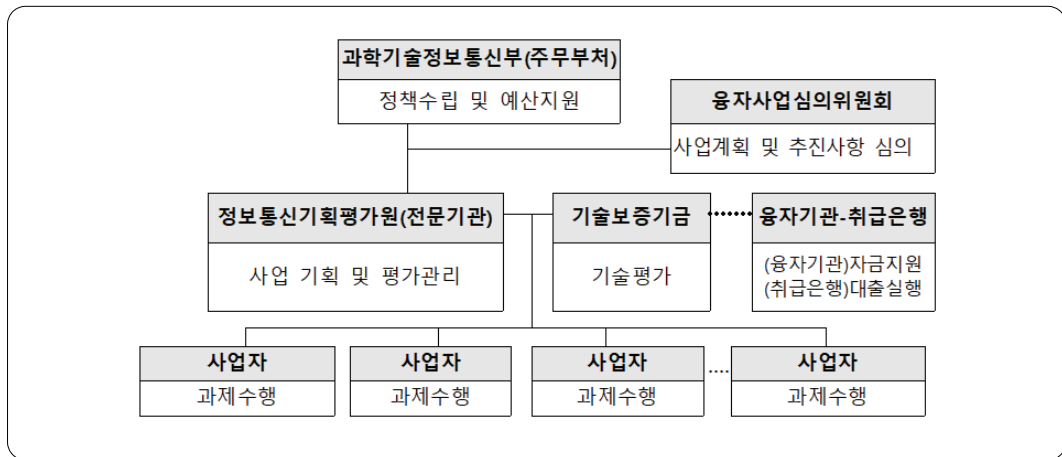 과학기술정보통신부(주무부처)
정책수립 및 예산지원
융자사업심의위원회
사업계획 및 추진사항 심의
정보통신기획평가원(전문기관)
사업 기획 및 평가관리
기술보증기금
기술평가
융자기관-취급은행
(융자기관)자금지원
(취급은행)대출실행
사업자
과제수행
사업자
과제수행
사업자
과제수행
....
사업자
과제수행